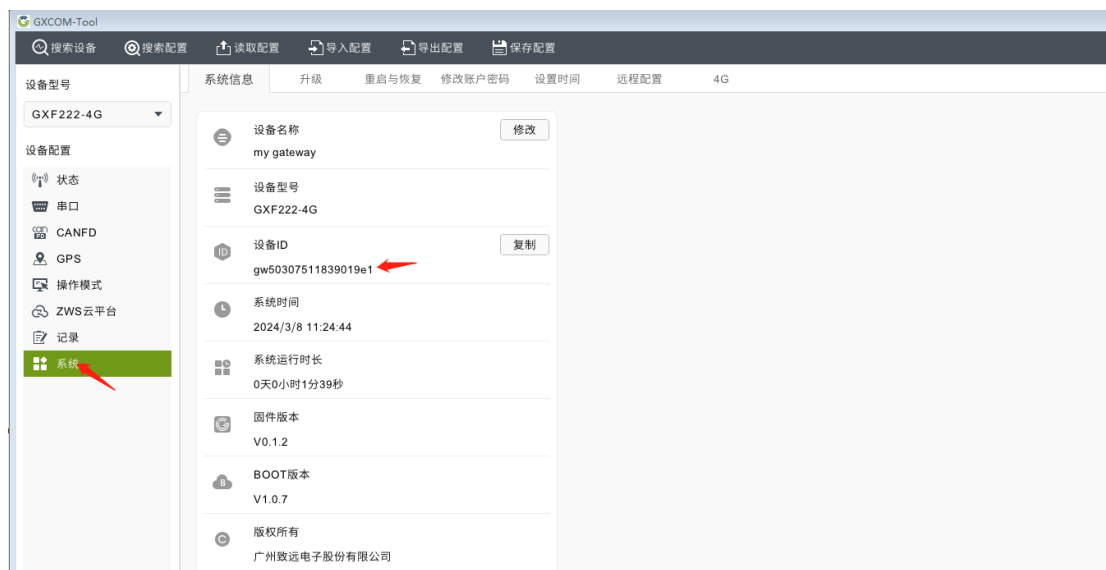 GXCOM-Tool
搜索设备 搜索配置 读取配置 导入配置 导出配置 保存配置
设备型号
GXF222-4G
设备配置
状态
串口
CANFD
GPS
操作模式
ZWS云平台
记录
系统
系统信息 升级 重启与恢复 修改账户密码 设置时间 远程配置 4G
设备名称 修改
my gateway
设备型号
GXF222-4G
ID
设备ID 复制
gw50307511839019e1
系统时间
2024/3/8 11:24:44
系统运行时长
0天0小时1分39秒
固件版本
V0.1.2
B
BOOT版本
V1.0.7
C
版权所有
广州致远电子股份有限公司